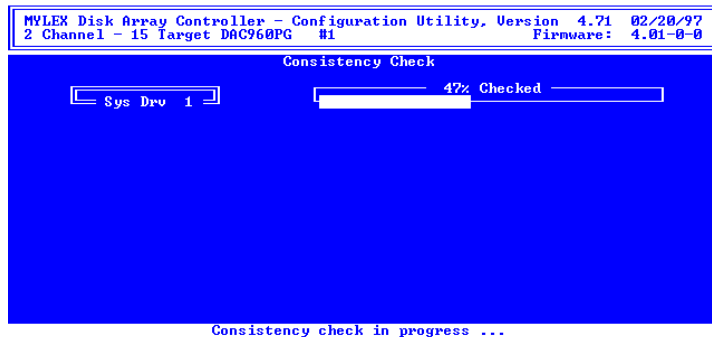 MYLEX Disk Array Controller – Configuration Utility, Version 4.71 02/20/97
2 Channel – 15 Target DAC960PG #1 Firmware: 4.01-0-0
Consistency Check
47% Checked
Sys Drv 1
Consistency check in progress ...